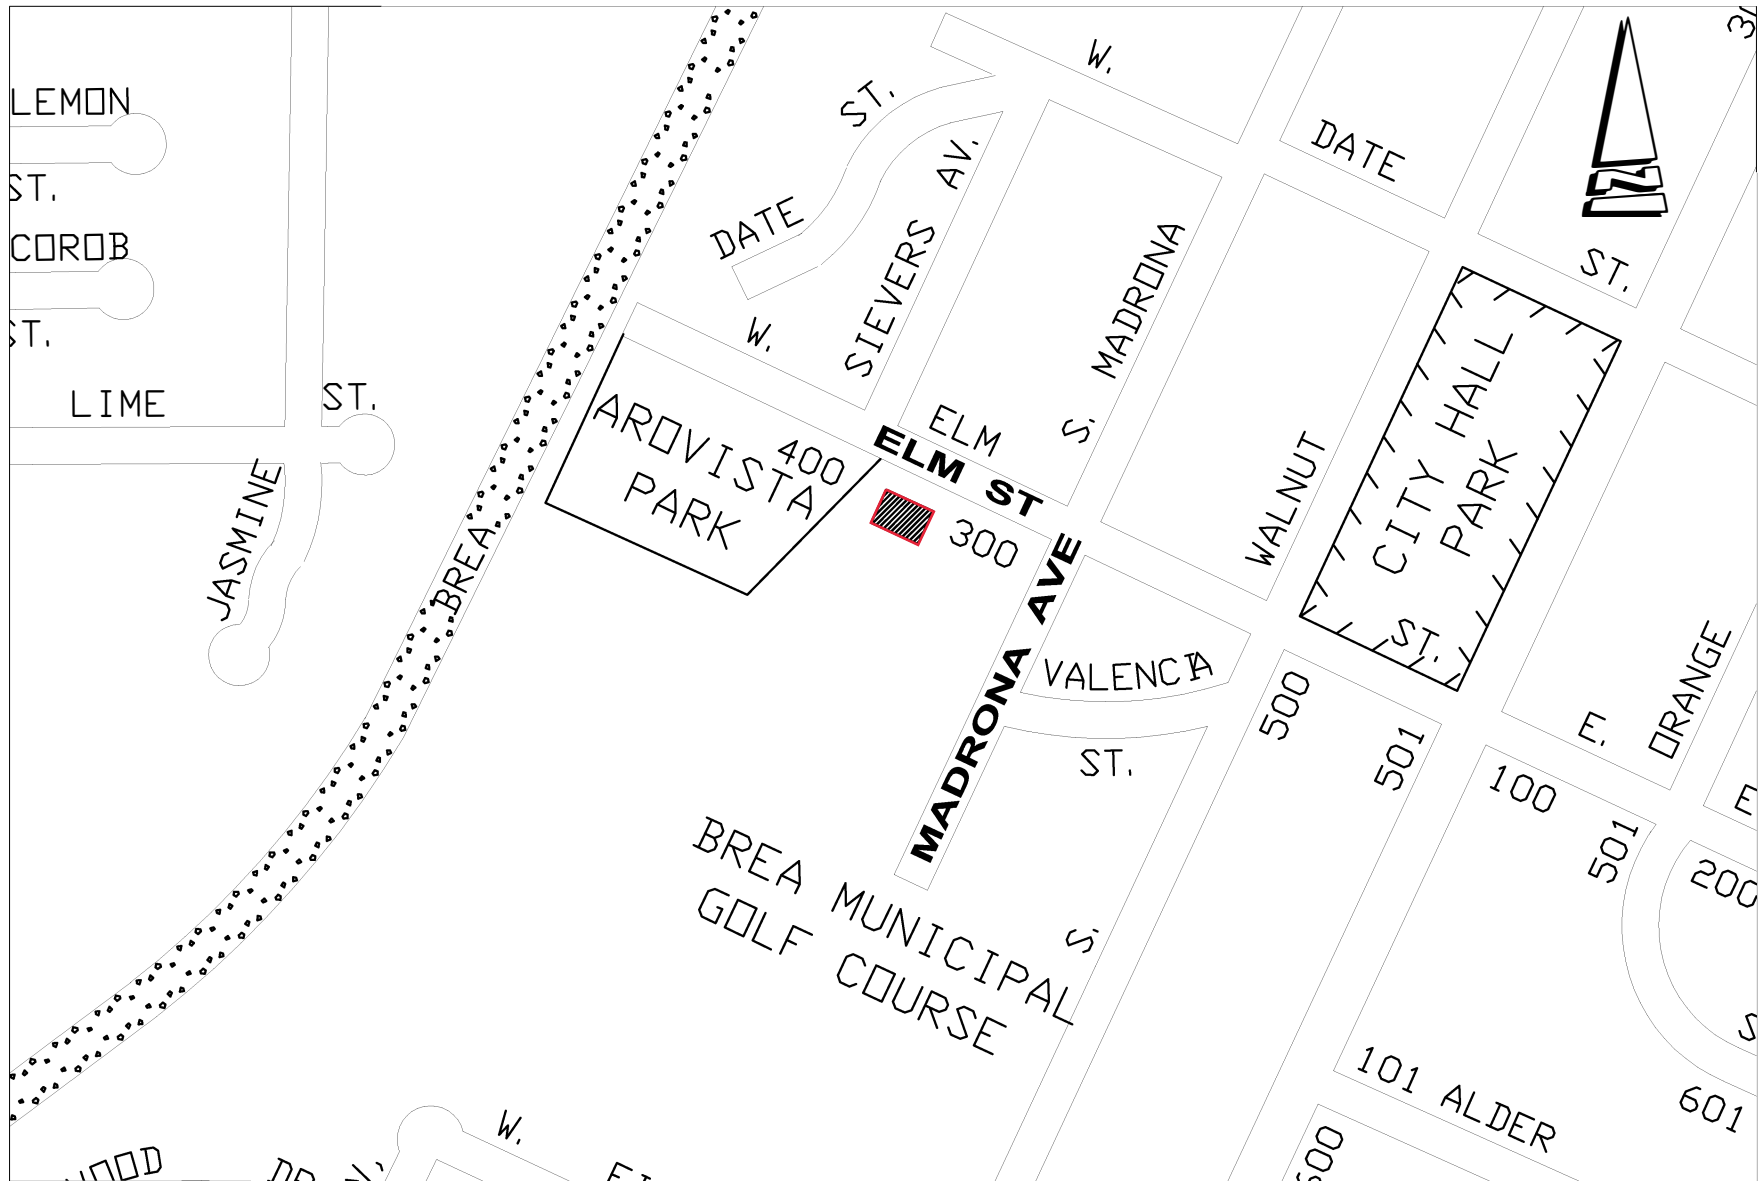 LEMON
ST.
COROB
ST.
LIME ST.
JASMINE
BREA
W.
DATE
ST.
DATE ST.
SIEVERS AV.
S. MADRONA
W. ELM
ELM ST
AROVISTA
PARK
400
300
MADRONA AVE
WALNUT
CITY HALL
PARK
ST.
N
VALENCIA
ST.
500
501
E.
ORANGE
100
501
200
BREA MUNICIPAL
GOLF COURSE
S.
101 ALDER
601
600
W.